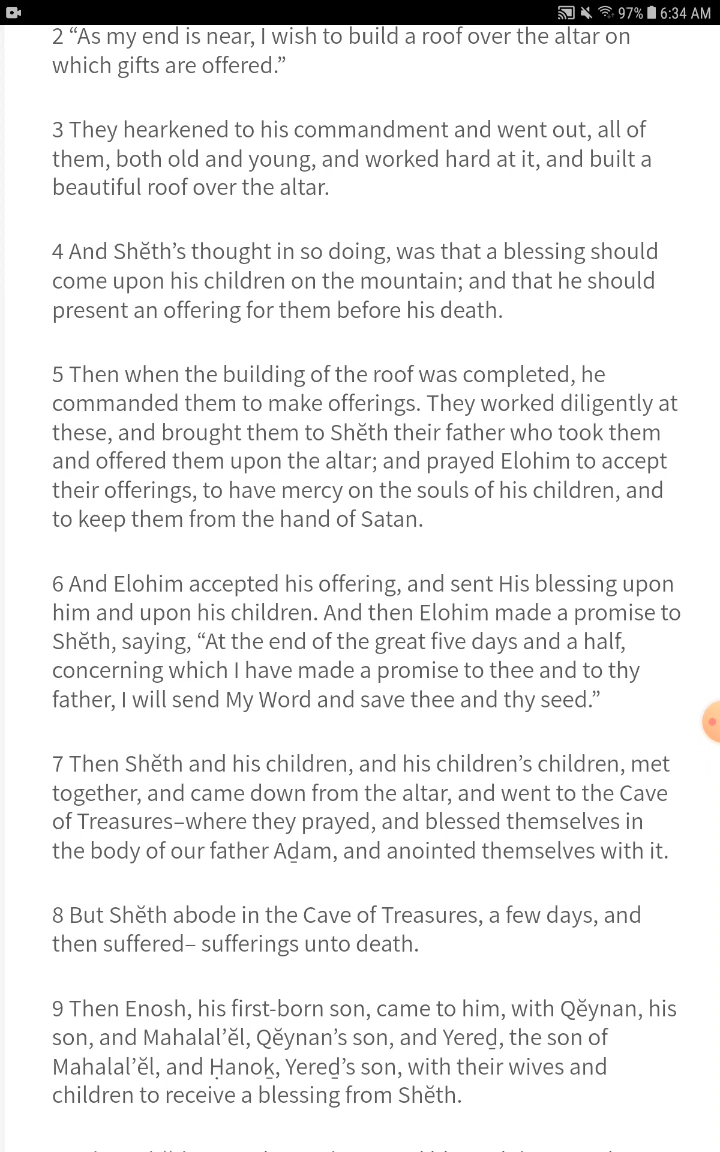 97% 6:34 AM
2 “As my end is near, I wish to build a roof over the altar on
which gifts are offered.”
3 They hearkened to his commandment and went out, all of
them, both old and young, and worked hard at it, and built a
beautiful roof over the altar.
4 And Shĕth’s thought in so doing, was that a blessing should
come upon his children on the mountain; and that he should
present an offering for them before his death.
5 Then when the building of the roof was completed, he
commanded them to make offerings. They worked diligently at
these, and brought them to Shĕth their father who took them
and offered them upon the altar; and prayed Elohim to accept
their offerings, to have mercy on the souls of his children, and
to keep them from the hand of Satan.
6 And Elohim accepted his offering, and sent His blessing upon
him and upon his children. And then Elohim made a promise to
Shĕth, saying, “At the end of the great five days and a half,
concerning which I have made a promise to thee and to thy
father, I will send My Word and save thee and thy seed.”
7 Then Shĕth and his children, and his children’s children, met
together, and came down from the altar, and went to the Cave
of Treasures–where they prayed, and blessed themselves in
the body of our father Aḏam, and anointed themselves with it.
8 But Shĕth abode in the Cave of Treasures, a few days, and
then suffered– sufferings unto death.
9 Then Enosh, his first-born son, came to him, with Qĕynan, his
son, and Mahalal’ĕl, Qĕynan’s son, and Yereḏ, the son of
Mahalal’ĕl, and Ḥanoḵ, Yereḏ’s son, with their wives and
children to receive a blessing from Shĕth.